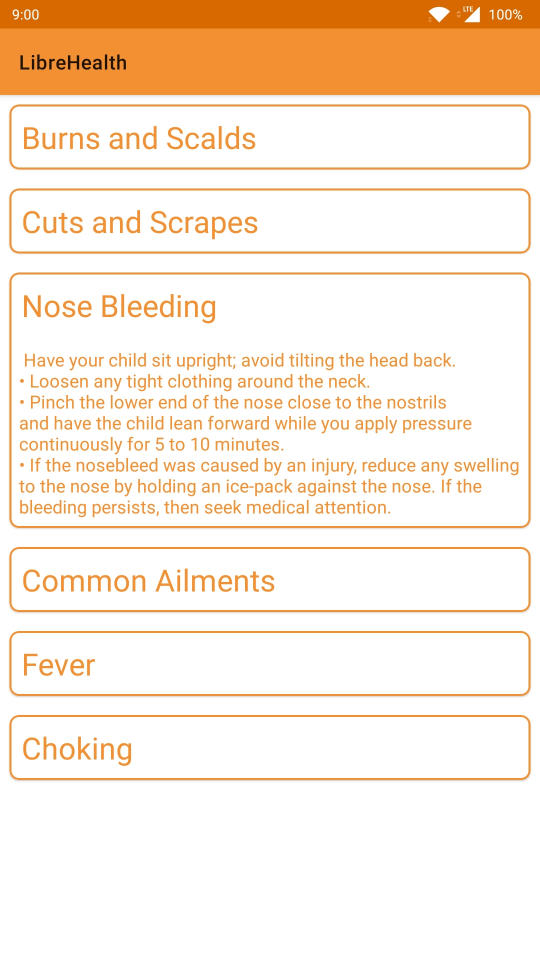 9:00
LTE
100%
LibreHealth
Burns and Scalds
Cuts and Scrapes
Nose Bleeding
Have your child sit upright; avoid tilting the head back.
• Loosen any tight clothing around the neck.
• Pinch the lower end of the nose close to the nostrils
and have the child lean forward while you apply pressure
continuously for 5 to 10 minutes.
• If the nosebleed was caused by an injury, reduce any swelling
to the nose by holding an ice-pack against the nose. If the
bleeding persists, then seek medical attention.
Common Ailments
Fever
Choking